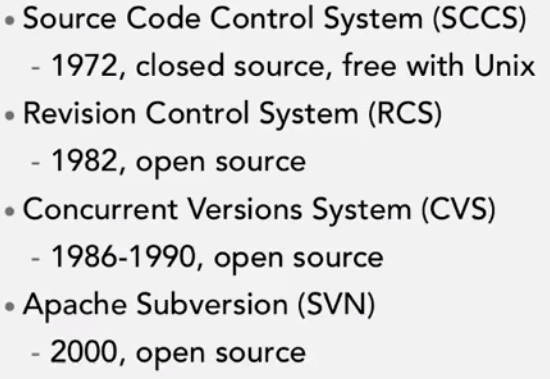 • Source Code Control System (SCCS)
- 1972, closed source, free with Unix
• Revision Control System (RCS)
- 1982, open source
• Concurrent Versions System (CVS)
- 1986-1990, open source
• Apache Subversion (SVN)
- 2000, open source